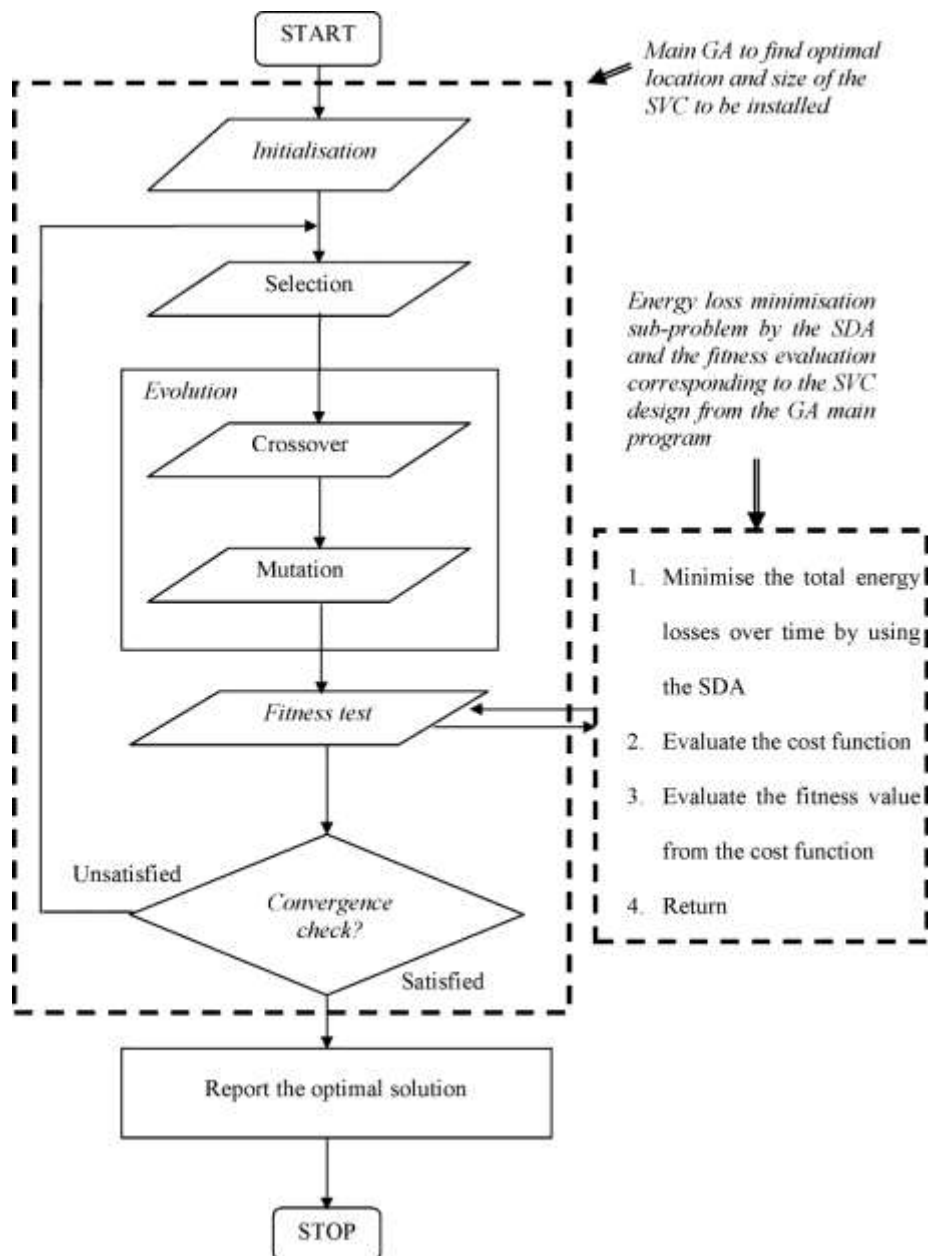 START
Main GA to find optimal
location and size of the
SVC to be installed
Initialisation
Selection
Energy loss minimisation
sub-problem by the SDA
and the fitness evaluation
corresponding to the SVC
design from the GA main
program
Evolution
Crossover
Mutation
Fitness test
1. Minimise the total energy
losses over time by using
the SDA
2. Evaluate the cost function
3. Evaluate the fitness value
from the cost function
4. Return
Unsatisfied
Convergence
check?
Satisfied
Report the optimal solution
STOP